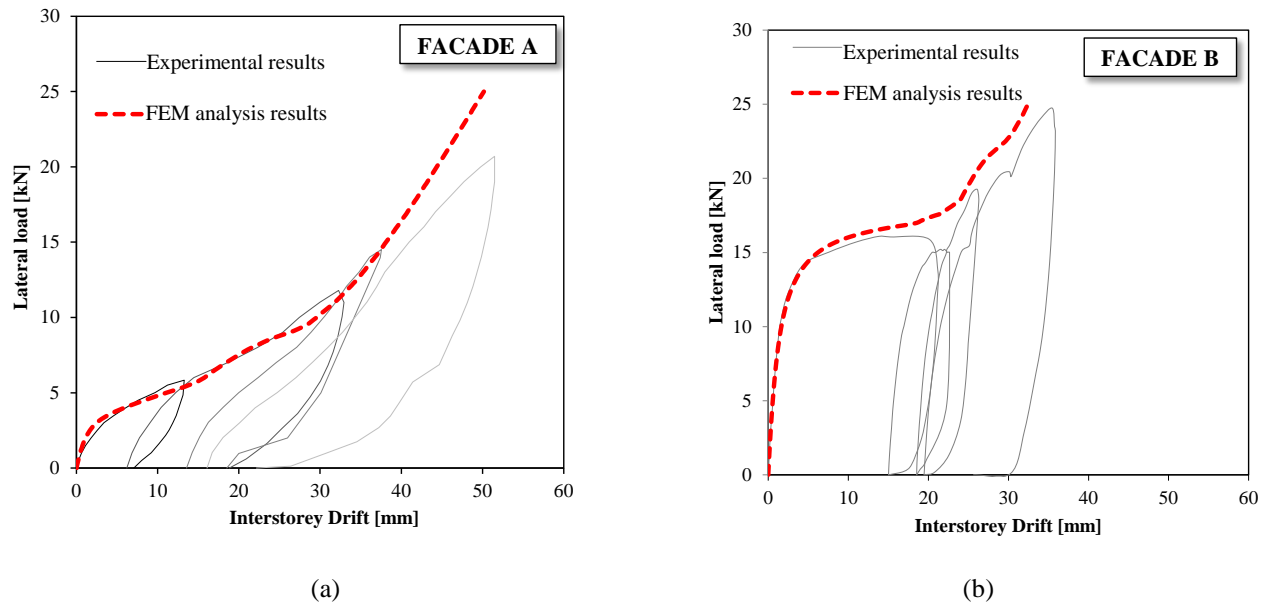 FACADE A
Experimental results
FEM analysis results
Lateral load [kN]
30
25
20
15
10
5
0
0 10 20 30 40 50 60
Interstorey Drift [mm]
(a)
FACADE B
Experimental results
FEM analysis results
Lateral load [kN]
30
25
20
15
10
5
0
0 10 20 30 40 50 60
Interstorey Drift [mm]
(b)